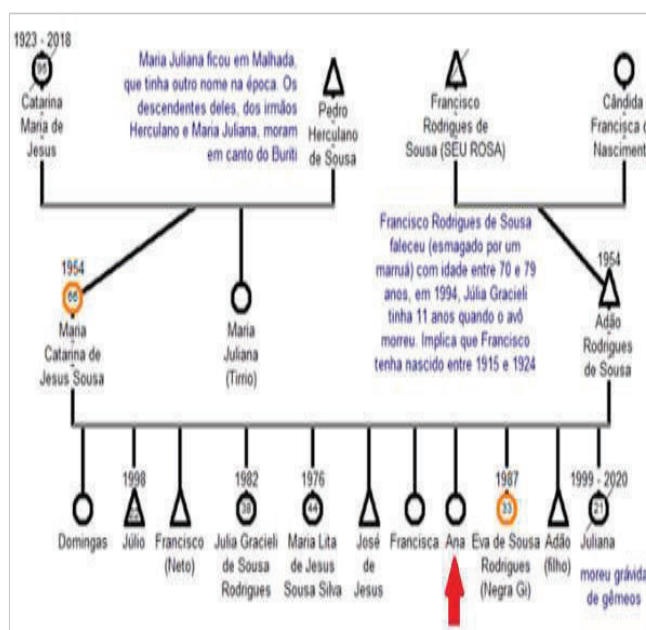 1923 - 2018
95
Catarina
Maria de
Jesus
Maria Juliana ficou em Malhada,
que tinha outro nome na época. Os
descendentes deles, dos irmãos
Herculano e Maria Juliana, moram
em canto do Buriti
Pedro
Herculano
de Sousa
Francisco
Rodrigues de
Sousa (SEU ROSA)
Cândida
Francisca d
Nasciment
Francisco Rodrigues de Sousa
faleceu (esmagado por um
marruá) com idade entre 70 e 79
anos, em 1994, Júlia Gracieli
tinha 11 anos quando o avô
morreu. Implica que Francisco
tenha nascido entre 1915 e 1924
1954
66
Maria
Catarina de
Jesus Sousa
Maria
Juliana
(Tirrio)
1954
Adão
Rodrigues
de Sousa
Domingas
1998
Júlio
Francisco
(Neto)
1982
38
Julia Gracieli
de Sousa
Rodrigues
1976
44
Maria Lita
de Jesus
Sousa Silva
José
de
Jesus
Francisca
Ana
1987
33
Eva de Sousa
Rodrigues
(Negra Gi)
Adão
(filho)
1999 - 2020
21
Juliana
moreu grávida
de gêmeos